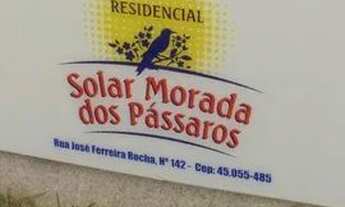 RESIDENCIAL
Solar Morada
dos Pássaros
Rua José Ferreira Rocha, Nº 142 - Cep: 45.055-485